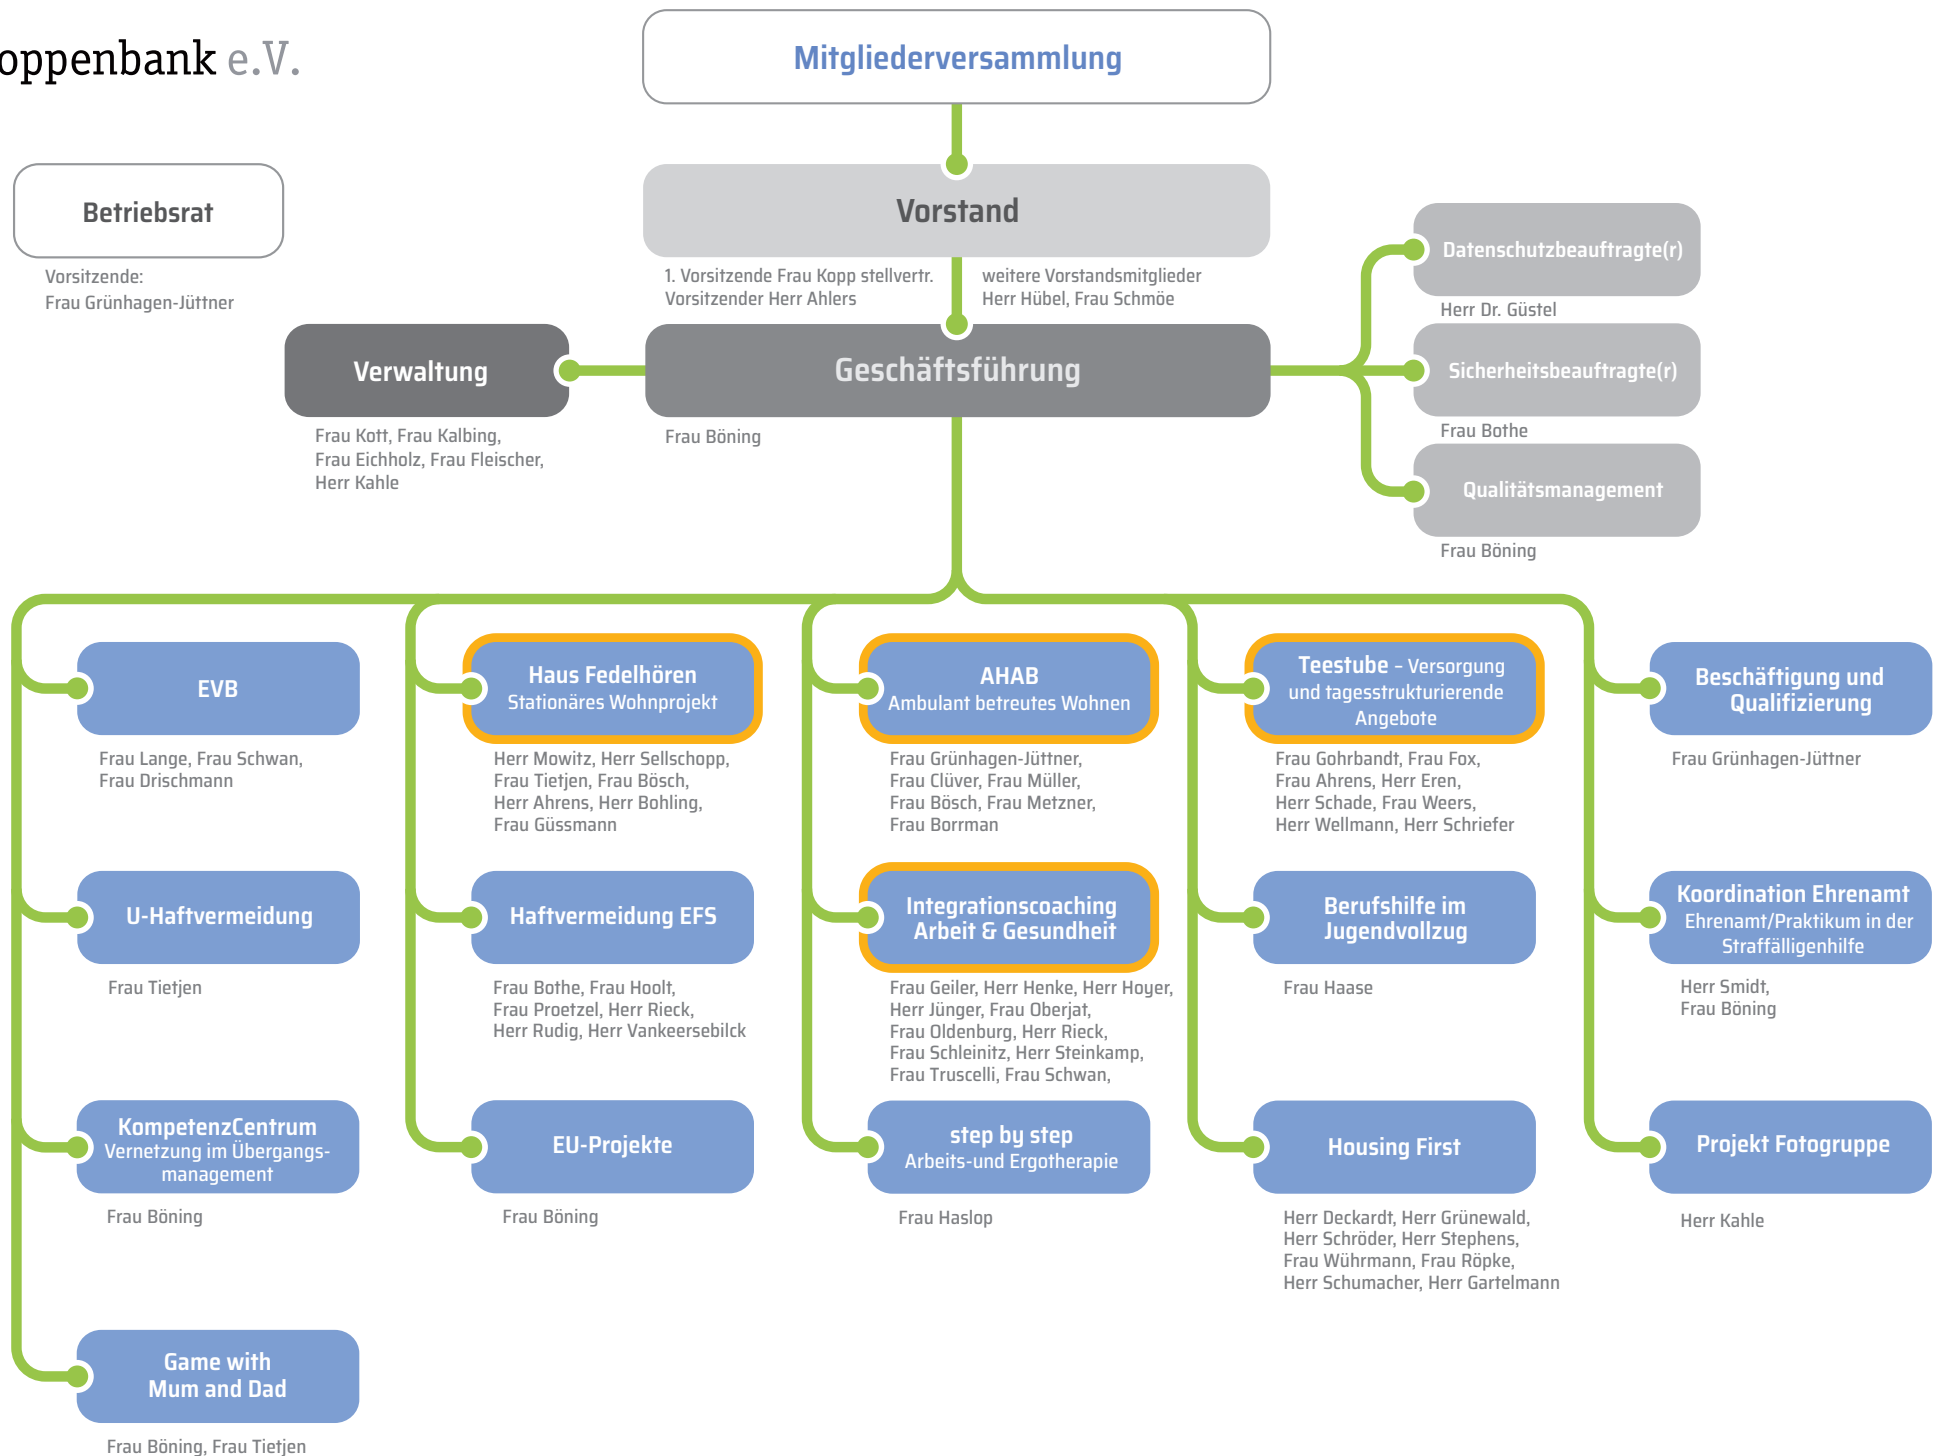 oppenbank e.V.
Mitgliederversammlung
Betriebsrat
Vorsitzende:
Frau Grünhagen-Jüttner
Vorstand
1. Vorsitzende Frau Kopp stellvertr.
Vorsitzender Herr Ahlers
weitere Vorstandsmitglieder
Herr Hübel, Frau Schmöe
Datenschutzbeauftragte(r)
Herr Dr. Güstel
Verwaltung
Frau Kott, Frau Kalbing,
Frau Eichholz, Frau Fleischer,
Herr Kahle
Geschäftsführung
Frau Böning
Sicherheitsbeauftragte(r)
Frau Bothe
Qualitätsmanagement
Frau Böning
EVB
Frau Lange, Frau Schwan,
Frau Drischmann
Haus Fedelhören
Stationäres Wohnprojekt
Herr Mowitz, Herr Sellschopp,
Frau Tietjen, Frau Bösch,
Herr Ahrens, Herr Bohling,
Frau Güssmann
AHAB
Ambulant betreutes Wohnen
Frau Grünhagen-Jüttner,
Frau Clüver, Frau Müller,
Frau Bösch, Frau Metzner,
Frau Borrman
Teestube – Versorgung
und tagesstrukturierende
Angebote
Frau Gohrbandt, Frau Fox,
Frau Ahrens, Herr Eren,
Herr Schade, Frau Weers,
Herr Wellmann, Herr Schriefer
Beschäftigung und
Qualifizierung
Frau Grünhagen-Jüttner
U-Haftvermeidung
Frau Tietjen
Haftvermeidung EFS
Frau Bothe, Frau Hoolt,
Frau Proetzel, Herr Rieck,
Herr Rudig, Herr Vankeersebilck
Integrationscoaching
Arbeit & Gesundheit
Frau Geiler, Herr Henke, Herr Hoyer,
Herr Jünger, Frau Oberjat,
Frau Oldenburg, Herr Rieck,
Frau Schleinitz, Herr Steinkamp,
Frau Truscelli, Frau Schwan,
Berufshilfe im
Jugendvollzug
Frau Haase
Koordination Ehrenamt
Ehrenamt/Praktikum in der
Straffälligenhilfe
Herr Smidt,
Frau Böning
KompetenzCentrum
Vernetzung im Übergangs-
management
Frau Böning
EU-Projekte
Frau Böning
step by step
Arbeits-und Ergotherapie
Frau Haslop
Housing First
Herr Deckardt, Herr Grünewald,
Herr Schröder, Herr Stephens,
Frau Wührmann, Frau Röpke,
Herr Schumacher, Herr Gartelmann
Projekt Fotogruppe
Herr Kahle
Game with
Mum and Dad
Frau Böning, Frau Tietjen